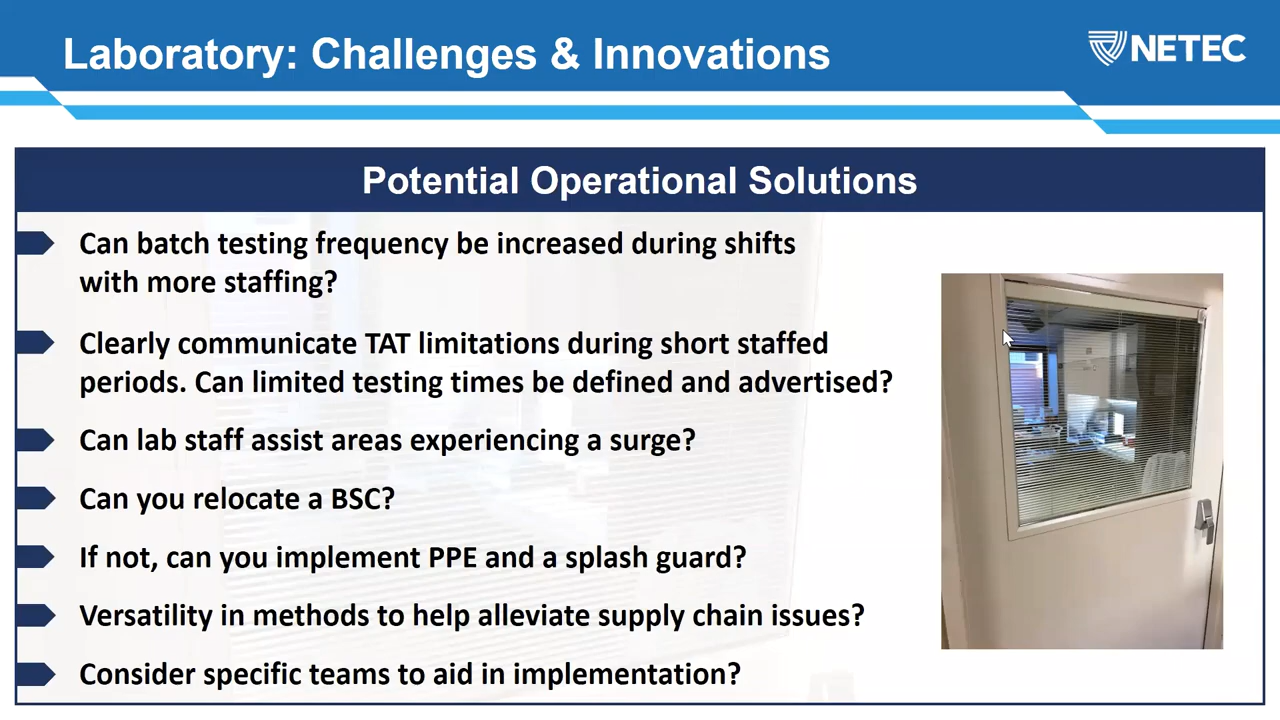 Laboratory: Challenges & Innovations
NETEC
Potential Operational Solutions
Can batch testing frequency be increased during shifts
with more staffing?
Clearly communicate TAT limitations during short staffed
periods. Can limited testing times be defined and advertised?
Can lab staff assist areas experiencing a surge?
Can you relocate a BSC?
If not, can you implement PPE and a splash guard?
Versatility in methods to help alleviate supply chain issues?
Consider specific teams to aid in implementation?